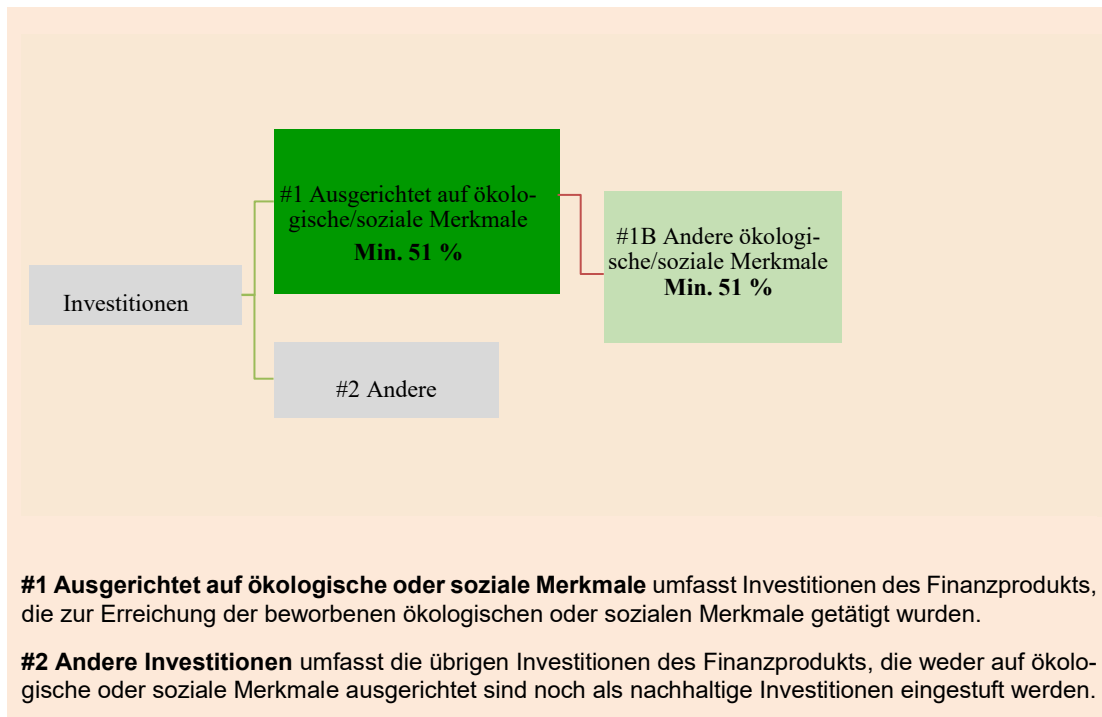 #1 Ausgerichtet auf ökolo-
gische/soziale Merkmale
Min. 51 %
#1B Andere ökologi-
sche/soziale Merkmale
Min. 51 %
Investitionen
#2 Andere
#1 Ausgerichtet auf ökologische oder soziale Merkmale umfasst Investitionen des Finanzprodukts,
die zur Erreichung der beworbenen ökologischen oder sozialen Merkmale getätigt wurden.
#2 Andere Investitionen umfasst die übrigen Investitionen des Finanzprodukts, die weder auf ökolo-
gische oder soziale Merkmale ausgerichtet sind noch als nachhaltige Investitionen eingestuft werden.